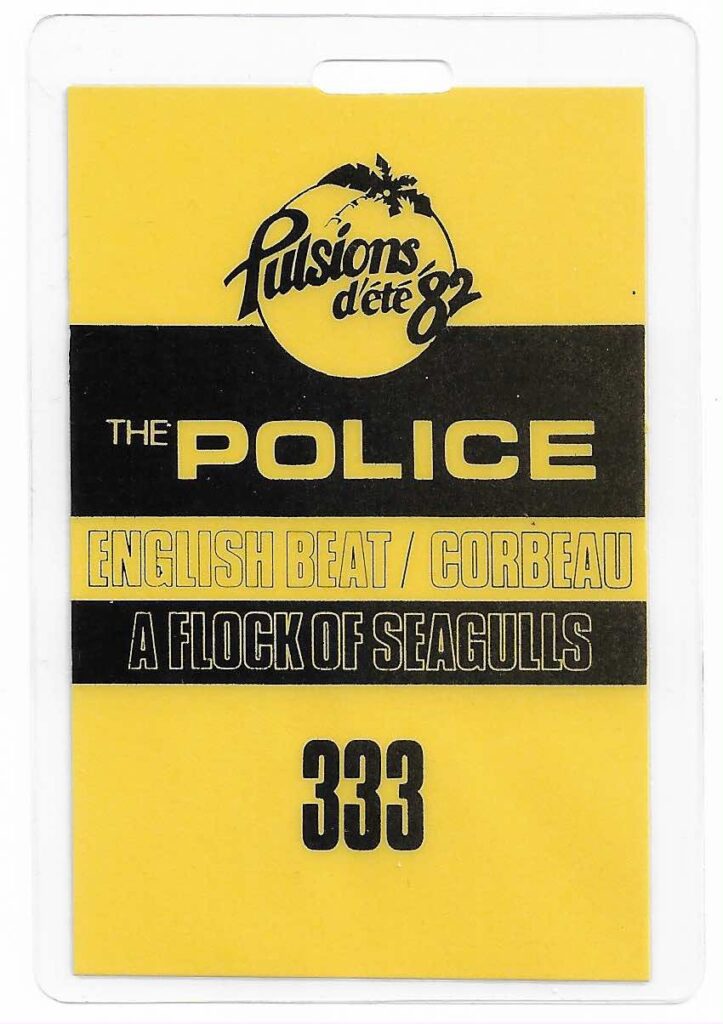 Pulsions
d'été '82
THE POLICE
ENGLISH BEAT / CORBEAU
A FLOCK OF SEAGULLS
333